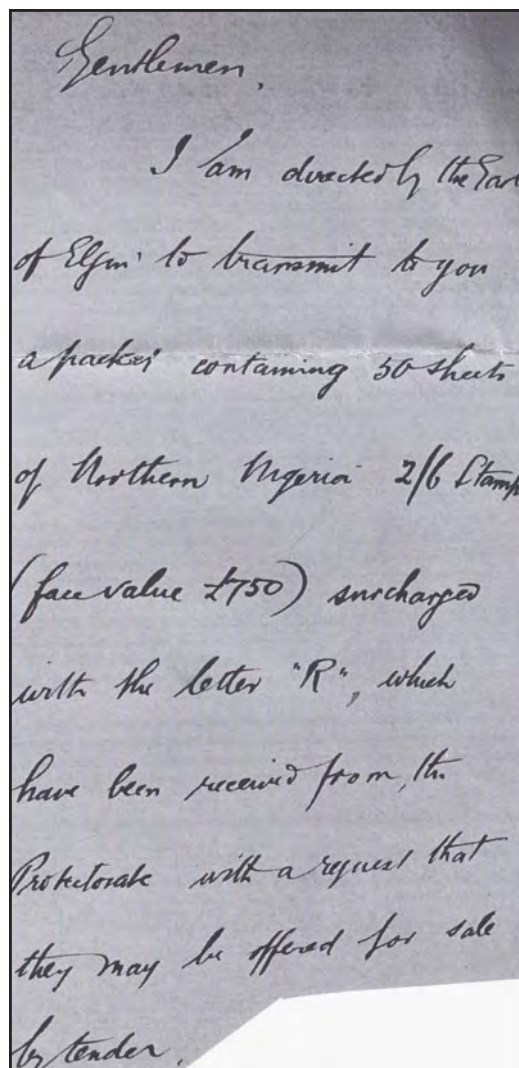 Gentlemen.
I am directed by the Earl
of Elgin to transmit to you
a packet containing 50 sheets
of Northern Nigeria 2/6 Stamps
(face value £750) surcharged
with the letter "R", which
have been received from the
Protectorate with a request that
they may be offered for sale
by tender.